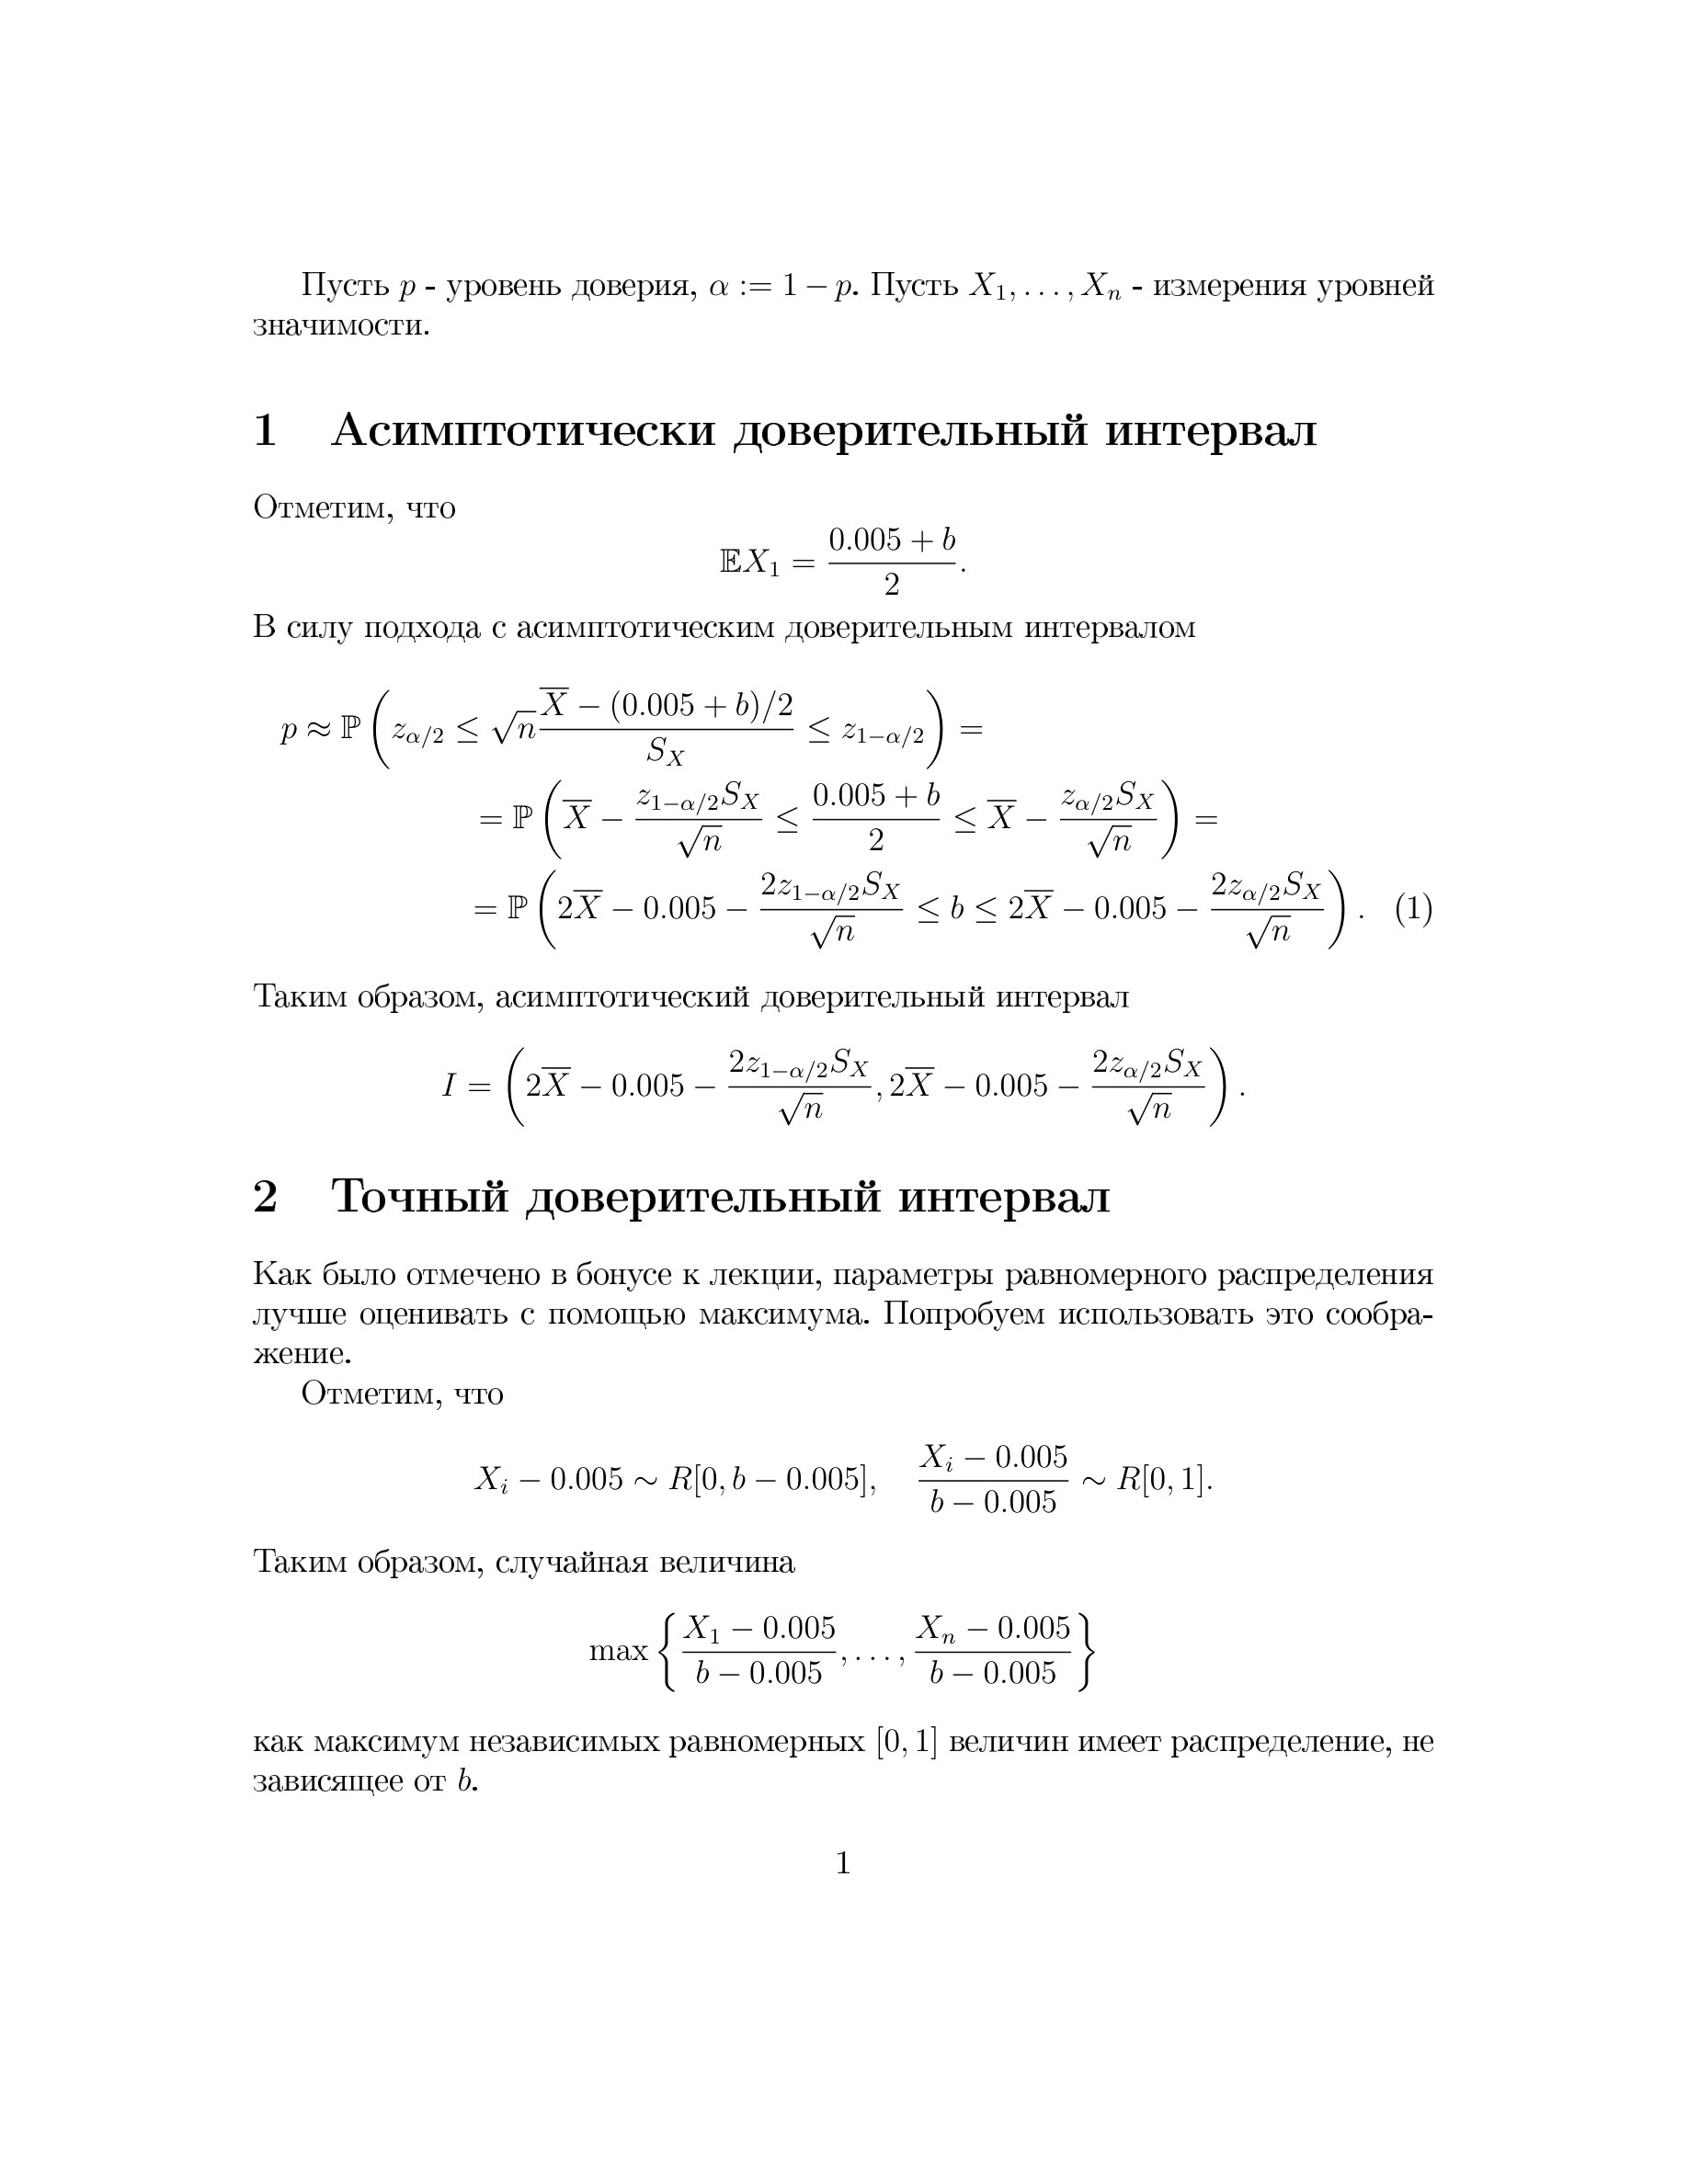 Пусть p - уровень доверия, α := 1 − p. Пусть X₁, . . . , Xₙ - измерения уровней
значимости.
1 Асимптотически доверительный интервал
Отметим, что
$$\mathbb{E}X_1 = \frac{0.005 + b}{2}.$$
В силу подхода с асимптотическим доверительным интервалом
$$p \approx \mathbb{P}\left(z_{\alpha/2} \leq \sqrt{n}\frac{\overline{X} - (0.005 + b)/2}{S_X} \leq z_{1-\alpha/2}\right) =$$
$$= \mathbb{P}\left(\overline{X} - \frac{z_{1-\alpha/2}S_X}{\sqrt{n}} \leq \frac{0.005 + b}{2} \leq \overline{X} - \frac{z_{\alpha/2}S_X}{\sqrt{n}}\right) =$$
$$= \mathbb{P}\left(2\overline{X} - 0.005 - \frac{2z_{1-\alpha/2}S_X}{\sqrt{n}} \leq b \leq 2\overline{X} - 0.005 - \frac{2z_{\alpha/2}S_X}{\sqrt{n}}\right). \quad (1)$$
Таким образом, асимптотический доверительный интервал
$$I = \left(2\overline{X} - 0.005 - \frac{2z_{1-\alpha/2}S_X}{\sqrt{n}}, 2\overline{X} - 0.005 - \frac{2z_{\alpha/2}S_X}{\sqrt{n}}\right).$$
2 Точный доверительный интервал
Как было отмечено в бонусе к лекции, параметры равномерного распределения
лучше оценивать с помощью максимума. Попробуем использовать это сообра-
жение.
Отметим, что
$$X_i - 0.005 \sim R[0, b - 0.005], \quad \frac{X_i - 0.005}{b - 0.005} \sim R[0, 1].$$
Таким образом, случайная величина
$$\max\left\{\frac{X_1 - 0.005}{b - 0.005}, \ldots, \frac{X_n - 0.005}{b - 0.005}\right\}$$
как максимум независимых равномерных [0, 1] величин имеет распределение, не
зависящее от b.
1